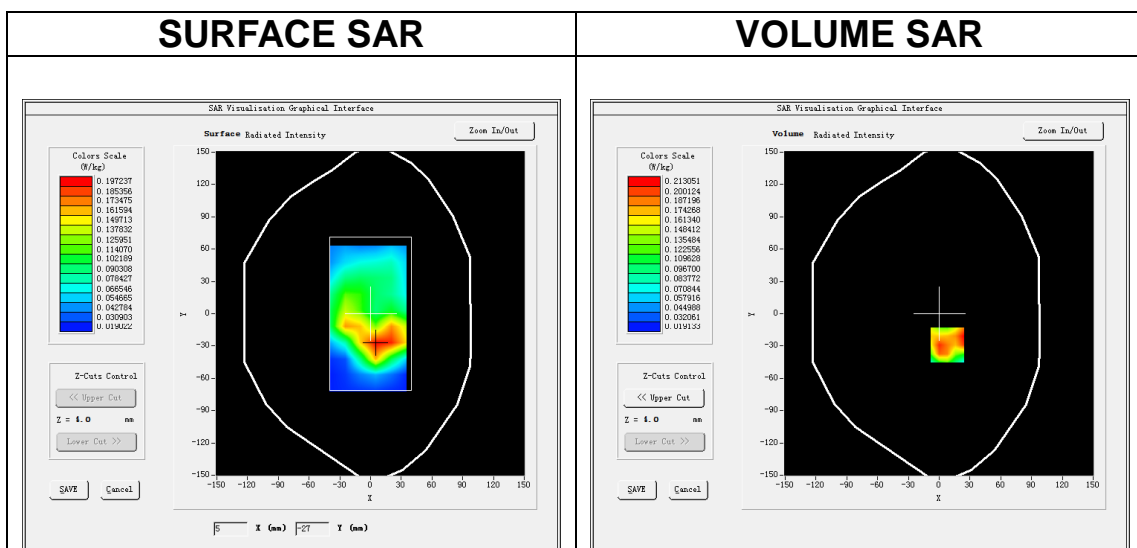 SURFACE SAR
VOLUME SAR
SAR Visualisation Graphical Interface
Surface Radiated Intensity
Zoom In/Out
Colors Scale
(W/kg)
0.197237
0.185356
0.173475
0.161594
0.149713
0.137832
0.125951
0.114070
0.102189
0.090308
0.078427
0.066546
0.054665
0.042784
0.030903
0.019022
150
120
90
60
30
0
-30
-60
-90
-120
-150
Y
-150 -120 -90 -60 -30 0 30 60 90 120 150
X
Z-Cuts Control
<< Upper Cut
Z = 4.0 mm
Lower Cut >>
SAVE
Cancel
5 X (mm) -27 Y (mm)
SAR Visualisation Graphical Interface
Volume Radiated Intensity
Zoom In/Out
Colors Scale
(W/kg)
0.213051
0.200124
0.187196
0.174268
0.161340
0.148412
0.135484
0.122556
0.109628
0.096700
0.083772
0.070844
0.057916
0.044988
0.032061
0.019133
150
120
90
60
30
0
-30
-60
-90
-120
-150
Y
-150 -120 -90 -60 -30 0 30 60 90 120 150
X
Z-Cuts Control
<< Upper Cut
Z = 4.0 mm
Lower Cut >>
SAVE
Cancel